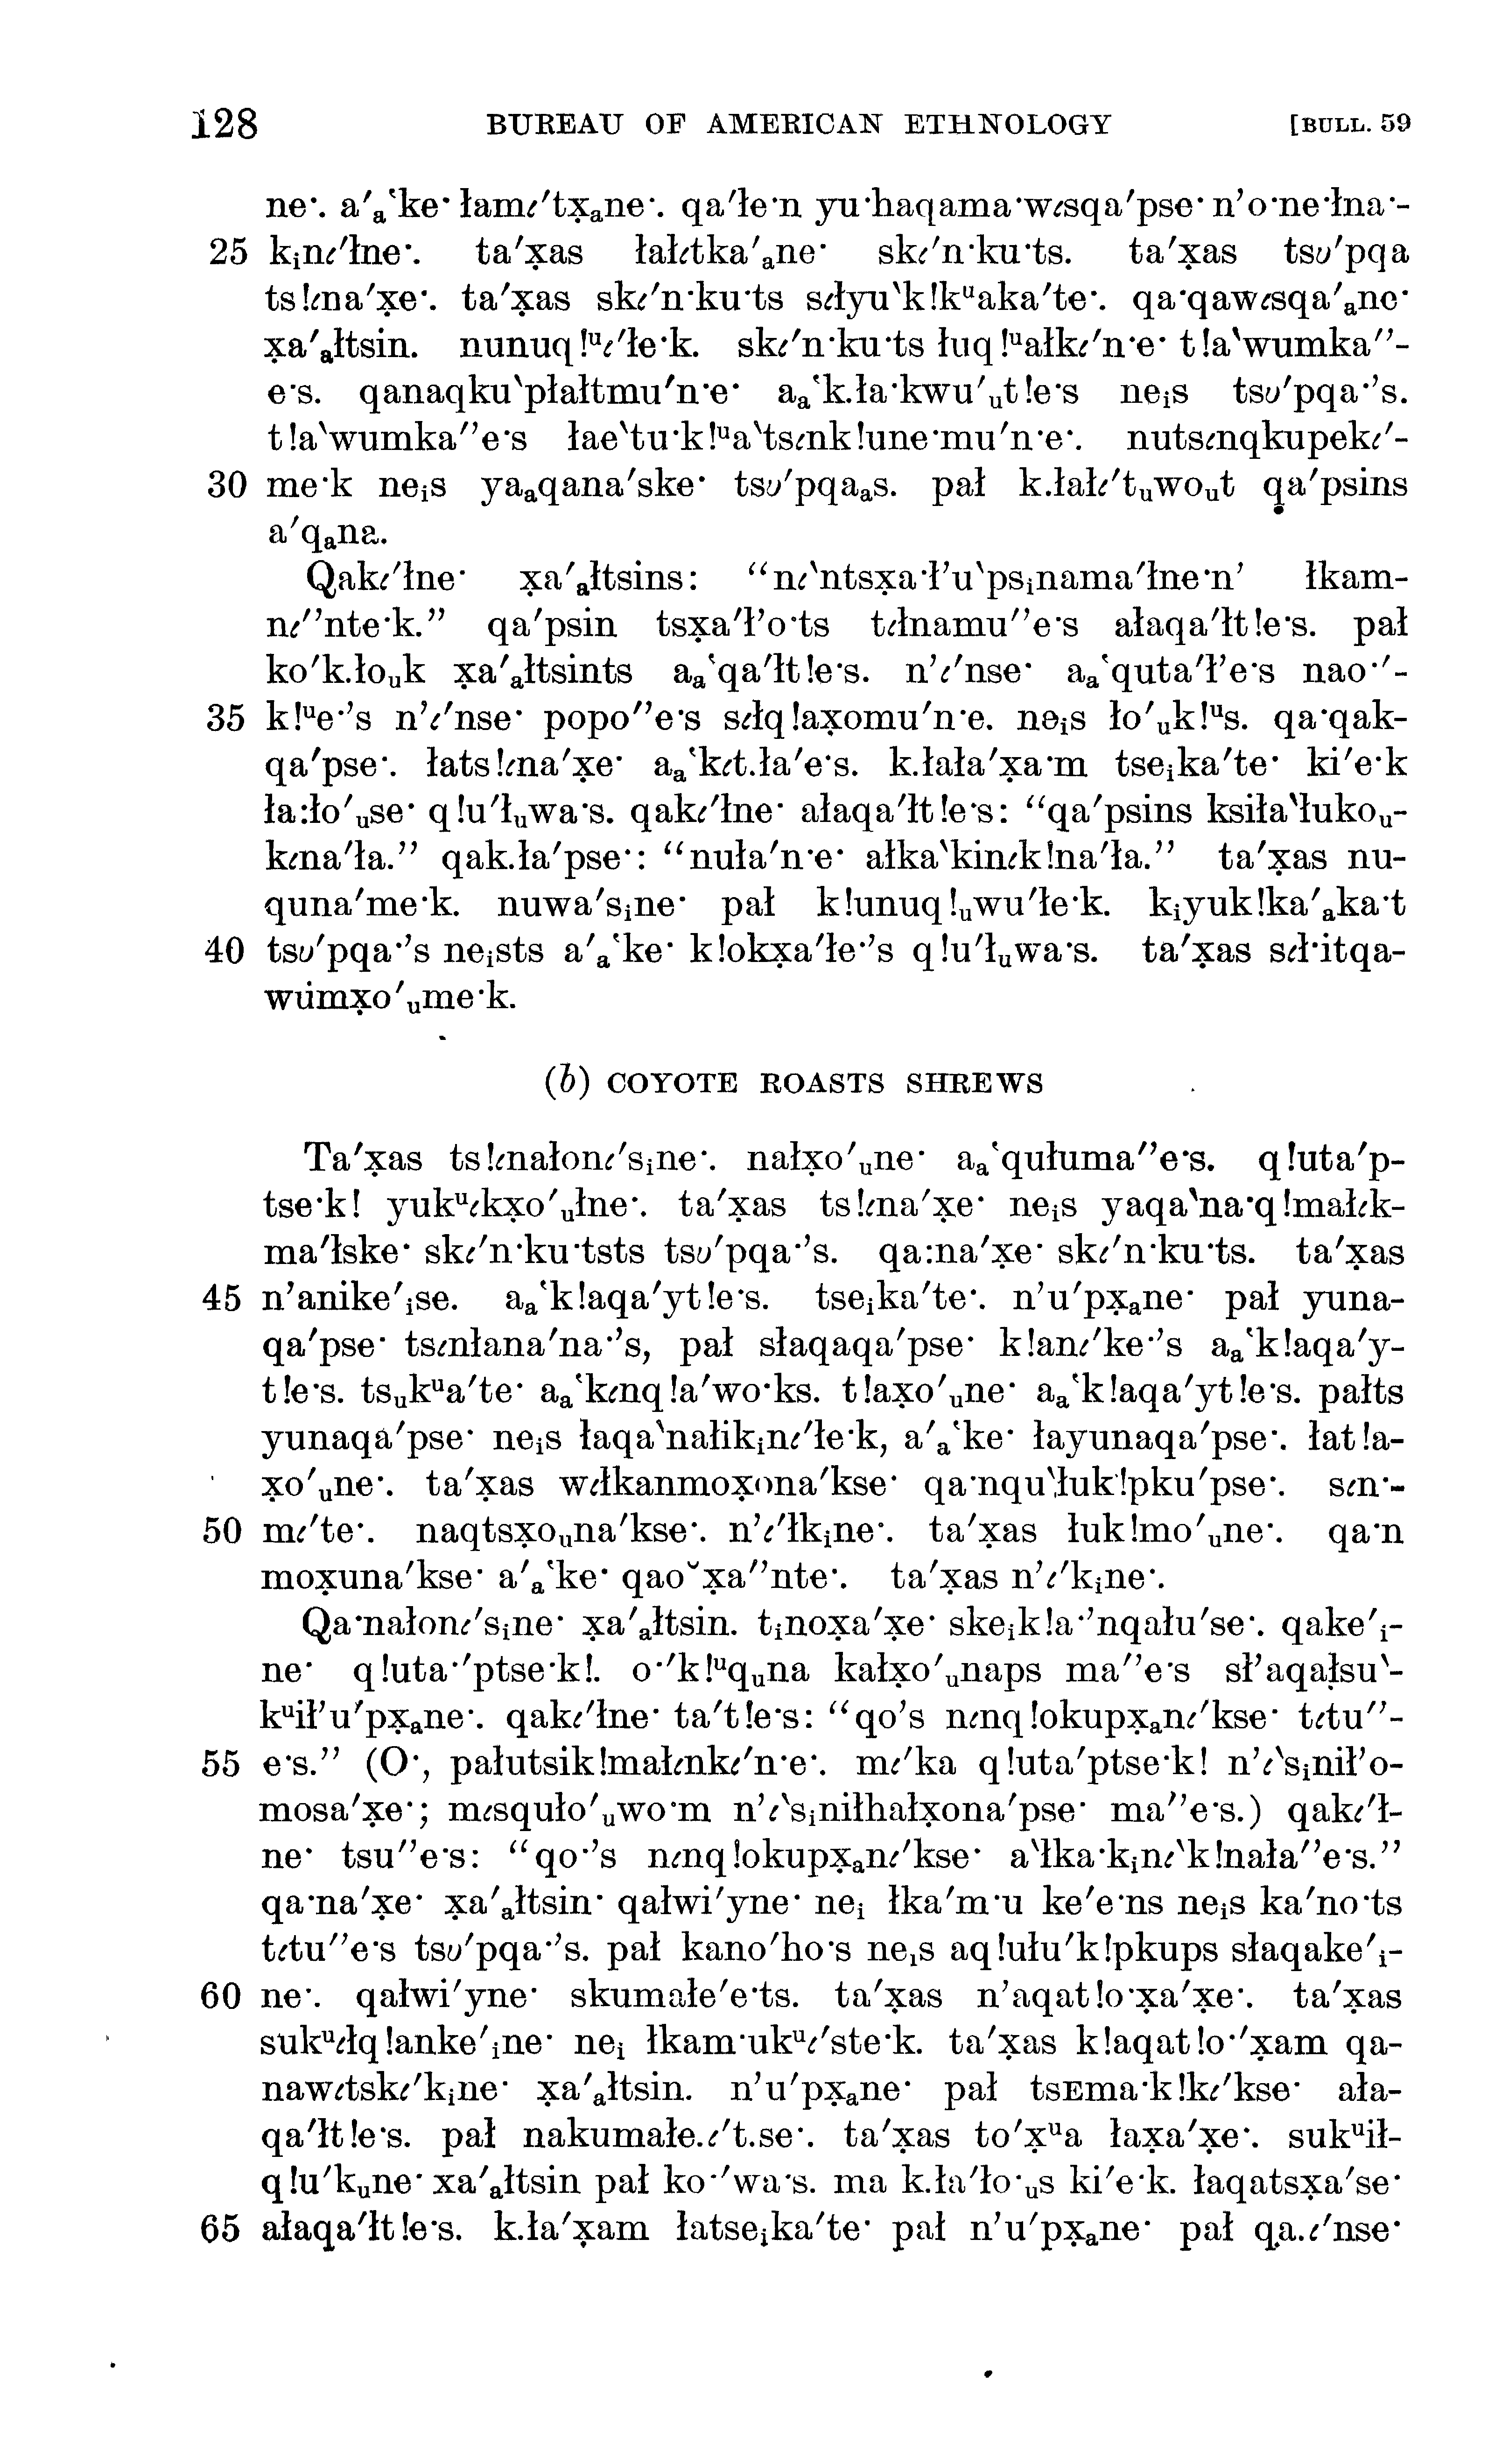 128 BUREAU OF AMERICAN ETHNOLOGY [BULL. 59
ne·. a′ₐ‛ke· łamɩ′tx̣ₐne·. qa′łe·n yu·haqama·wɩsqa′pse· n’o·ne·łna·-
25 kᵢnɩ′łne·. ta′x̣as łałɩtka′ₐne· skɩ′n·ku·ts. ta′x̣as tsʋ′pqa
ts!ɩna′x̣e·. ta′x̣as skɩ′n·ku·ts sɩłyu‵k!kᵘaka′te·. qa·qawɩsqa′ₐne·
x̣a′ₐłtsin. nunuq!ᵘɩ′łe·k. skɩ′n·ku·ts łuq!ᵘałkɩ′n·e· t!a‵wumka″-
e·s. qanaqku‵płałtmu′n·e· aₐ‛k.ła·kwu′ᵤt!e·s neᵢs tsʋ′pqa·’s.
t!a‵wumka″e·s łae‵tu·k!ᵘa‵tsɩnk!une·mu′n·e·. nutsɩnqkupekɩ′-
30 me·k neᵢs yaₐqana′ske· tsʋ′pqaₐs. pał k.łałɩ′tᵤwoᵤt q̣a′psins
a′qₐna.
Qakɩ′łne· x̣a′ₐłtsins: “nɩ‵ntsx̣a·ł’u‵psᵢnama′łne·n’ łkam-
nɩ″nte·k.” qa′psin tsx̣a′ł’o·ts tɩłnamu″e·s ałaqa′łt!e·s. pał
ko′k.łoᵤk x̣a′ₐłtsints aₐ‛qa′łt!e·s. n’ɩ′nse· aₐ‛quta′ł’e·s nao·′-
35 k!ᵘe·’s n’ɩ′nse· popo″e·s sɩłq!ax̣omu′n·e. neᵢs ło′ᵤk!ᵘs. qa·qak-
qa′pse·. łats!ɩna′x̣e· aₐ‛kɩt.ła′e·s. k.łała′x̣a·m tseᵢka′te· ki′e·k
ła:ło′ᵤse· q!u′łᵤwa·s. qakɩ′łne· ałaqa′łt!e·s: “qa′psins ksiła‵łukoᵤ-
kɩna′ła.” qak.ła′pse·: “nuła′n·e· ałka‵kinɩk!na′ła.” ta′x̣as nu-
quna′me·k. nuwa′sᵢne· pał k!unuq!ᵤwu′łe·k. kᵢyuk!ka′ₐka·t
40 tsʋ′pqa·’s neᵢsts a′ₐ‛ke· k!okx̣a′łe·’s q!u′łᵤwa·s. ta′x̣as sɩł·itqa-
wumx̣o′ᵤme·k.
(b) COYOTE ROASTS SHREWS
Ta′x̣as ts!ɩnałonɩ′sᵢne·. nałx̣o′ᵤne· aₐ‛qułuma″e·s. q!uta′p-
tse·k! yukᵘɩkx̣o′ᵤłne·. ta′x̣as ts!ɩna′x̣e· neᵢs yaqa‵na·q!małɩk-
ma′łske· skɩ′n·ku·tsts tsʋ′pqa·’s. qa:na′x̣e· skɩ′n·ku·ts. ta′x̣as
45 n’anike′ᵢse. aₐ‛k!aqa′yt!e·s. tseᵢka′te·. n’u′px̣ₐne· pał yuna-
qa′pse· tsɩnłana′na·’s, pał słaqaqa′pse· k!anɩ′ke·’s aₐ‛k!aqa′y-
t!e·s. tsᵤkᵘa′te· aₐ‛kɩnq!a′wo·ks. t!ax̣o′ᵤne· aₐ‛k!aqa′yt!e·s. pałts
yunaqa′pse· neᵢs łaqa‵nałikᵢnɩ′łe·k, a′ₐ‛ke· łayunaqa′pse·. łat!a-
x̣o′ᵤne·. ta′x̣as wɩłkanmox̣ona′kse· qa·nqu‵łuk!pku′pse·. sɩn·-
50 mɩ′te·. naqtsx̣oᵤna′kse·. n’ɩ′łkᵢne·. ta′x̣as łuk!mo′ᵤne·. qa·n
mox̣una′kse· a′ₐ‛ke· qaoᵛx̣a″nte·. ta′x̣as n’ɩ′kᵢne·.
Qa·nałonɩ′sᵢne· x̣a′ₐłtsin. tᵢnox̣a′x̣e· skeᵢk!a·’nqału′se·. qake′ᵢ-
ne· q!uta·′ptse·k!. o·′k!ᵘqᵤna kałx̣o′ᵤnaps ma″e·s sł’aqałsu‵-
kᵘił’u′px̣ₐne·. qakɩ′łne· ta′t!e·s: “qo’s nɩnq!okupx̣ₐnɩ′kse· tɩtu″-
55 e·s.” (O·, pałutsik!małɩnkɩ′n·e·. mɩ′ka q!uta′ptse·k! n’ɩ‵sᵢnił’o-
mosa′x̣e·; mɩsquło′ᵤwo·m n’ɩ‵sᵢniłhałx̣ona′pse· ma″e·s.) qakɩ′ł-
ne· tsu″e·s: “qo·’s nɩnq!okupx̣ₐnɩ′kse· a‵łka·kᵢnɩ‵k!nała″e·s.”
qa·na′x̣e· x̣a′ₐłtsin· qałwi′yne· neᵢ łka′m·u ke′e·ns neᵢs ka′no·ts
tɩtu″e·s tsʋ′pqa·’s. pał kano′ho·s neᵢs aq!ułu′k!pkups słaqake′ᵢ-
60 ne·. qałwi′yne· skumałe′e·ts. ta′x̣as n’aqat!o·x̣a′x̣e·. ta′x̣as
sukᵘɩłq!anke′ᵢne· neᵢ łkam·ukᵘɩ′ste·k. ta′x̣as k!aqat!o·′x̣am qa-
nawɩtskɩ′kᵢne· x̣a′ₐłtsin. n’u′px̣ₐne· pał tsᴇma·k!kɩ′kse· ała-
qa′łt!e·s. pał nakumałe.ɩ′t.se·. ta′x̣as to′x̣ᵘa łax̣a′x̣e·. sukᵘił-
q!u′kᵤne· x̣a′ₐłtsin pał ko·′wa·s. ma k.ła′ło·ᵤs ki′e·k. łaqatsx̣a′se·
65 ałaqa′łt!e·s. k.ła′x̣am łatseᵢka′te· pał n’u′px̣ₐne· pał qa.ɩ′nse·